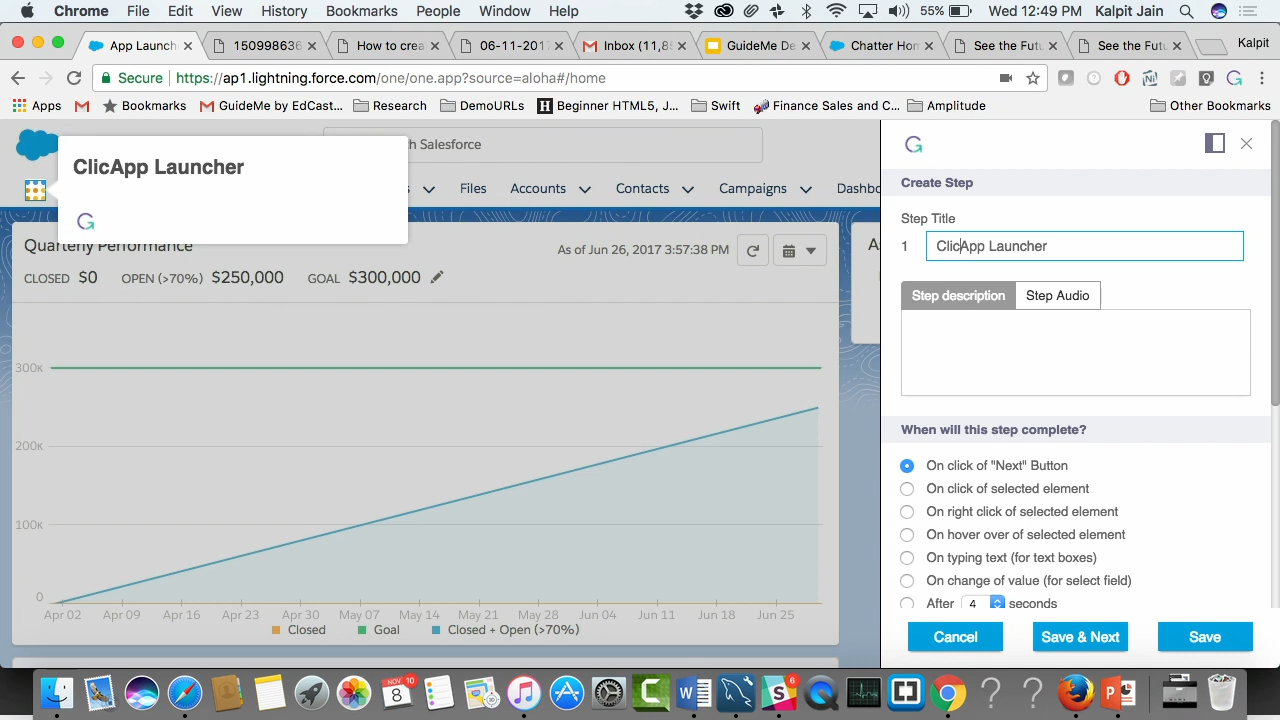 Chrome File Edit View History Bookmarks People Window Help 55% Wed 12:49 PM Kalpit Jain
App Launch 150998636 How to crea 06-11-201 Inbox (11,8 GuideMe De Chatter Hom See the Futu See the Futu Kalpit
Secure https://ap1.lightning.force.com/one/one.app?source=aloha#/home
Apps Bookmarks GuideMe by EdCast... Research DemoURLs Beginner HTML5, J... Swift Finance Sales and C... Amplitude Other Bookmarks
h Salesforce
ClicApp Launcher
s Files Accounts Contacts Campaigns Dashbo
Quarterly Performance
As of Jun 26, 2017 3:57:38 PM
A
CLOSED $0 OPEN (>70%) $250,000 GOAL $300,000
300K
200K
100K
0
Apr 02 Apr 09 Apr 16 Apr 23 Apr 30 May 07 May 14 May 21 May 28 Jun 04 Jun 11 Jun 18 Jun 25
Closed Goal Closed + Open (>70%)
Create Step
Step Title
1 ClicApp Launcher
Step description Step Audio
When will this step complete?
On click of "Next" Button
On click of selected element
On right click of selected element
On hover over of selected element
On typing text (for text boxes)
On change of value (for select field)
After 4 seconds
Cancel Save & Next Save
NOV 10
8
6